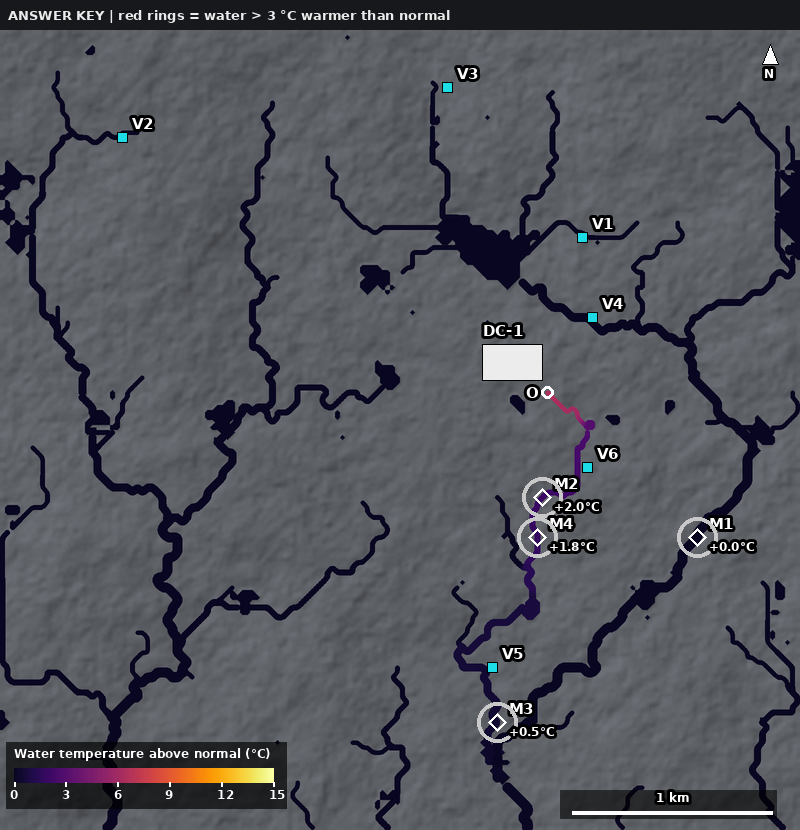 ANSWER KEY | red rings = water > 3 °C warmer than normal
N
V3
V2
V1
V4
DC-1
O
V6
M2
+2.0°C
M4
+1.8°C
M1
+0.0°C
V5
M3
+0.5°C
Water temperature above normal (°C)
0 3 6 9 12 15
1 km